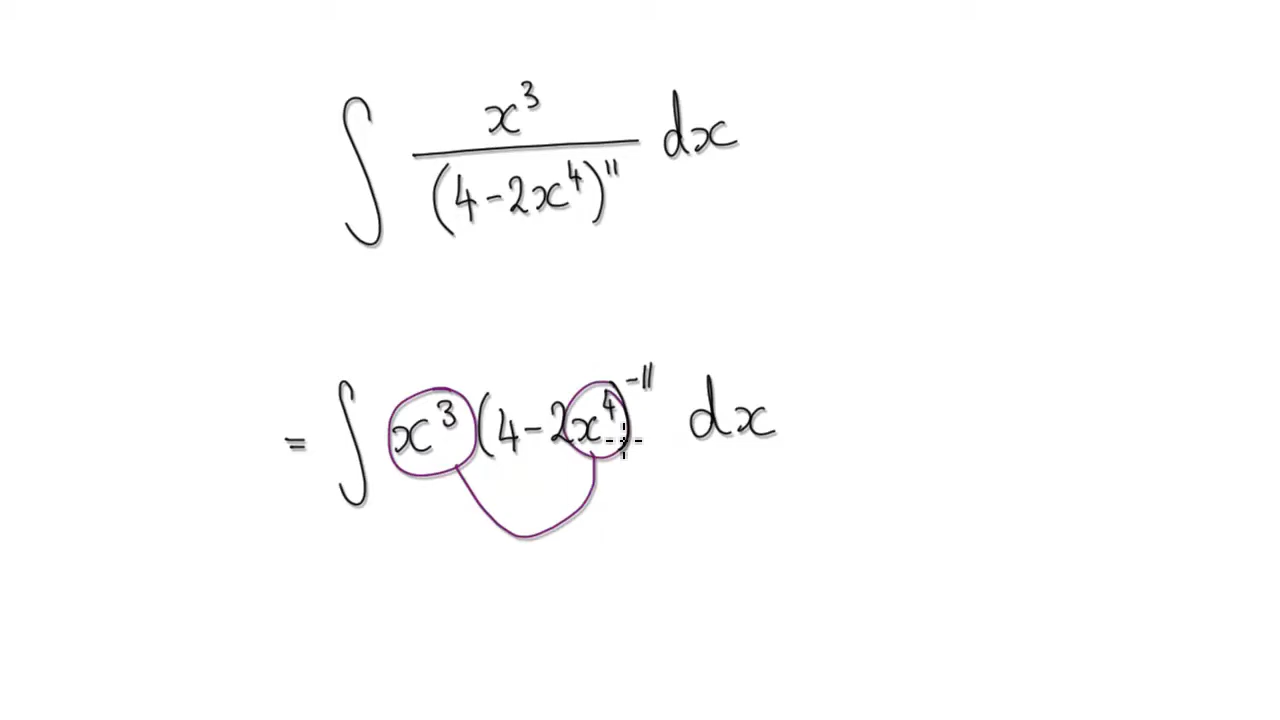 ∫ x³/(4-2x⁴)¹¹ dx
= ∫ x³(4-2x⁴)⁻¹¹ dx